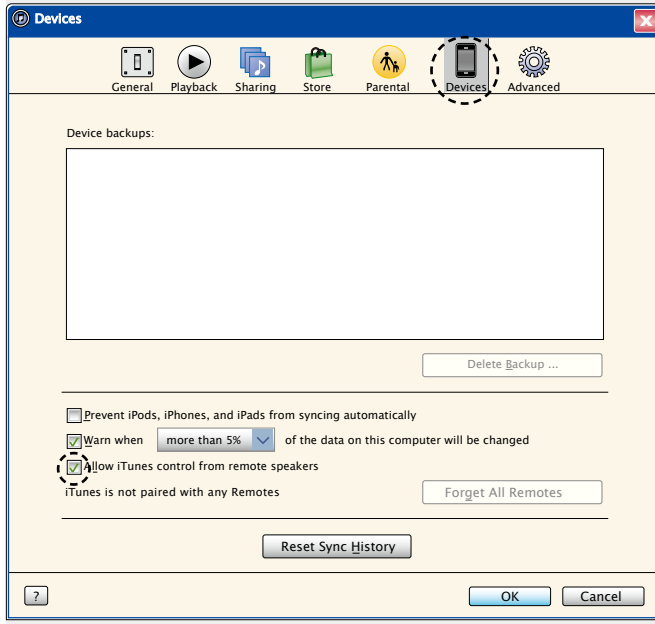 Devices
General Playback Sharing Store Parental Devices Advanced
Device backups:
Delete Backup ...
Prevent iPods, iPhones, and iPads from syncing automatically
Warn when more than 5% of the data on this computer will be changed
Allow iTunes control from remote speakers
iTunes is not paired with any Remotes Forget All Remotes
Reset Sync History
? OK Cancel